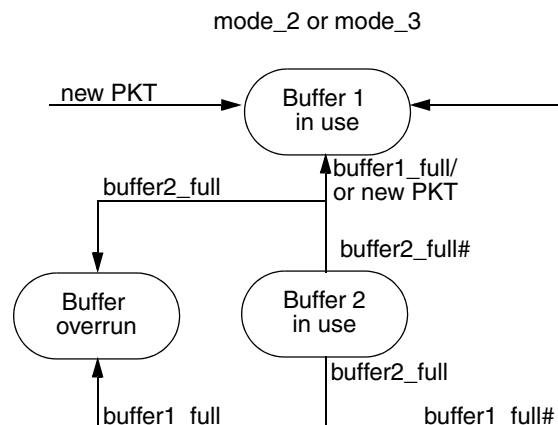 mode_2 or mode_3
new PKT
Buffer 1
in use
buffer1_full/
or new PKT
buffer2_full
buffer2_full#
Buffer
overrun
Buffer 2
in use
buffer2_full
buffer1_full
buffer1_full#